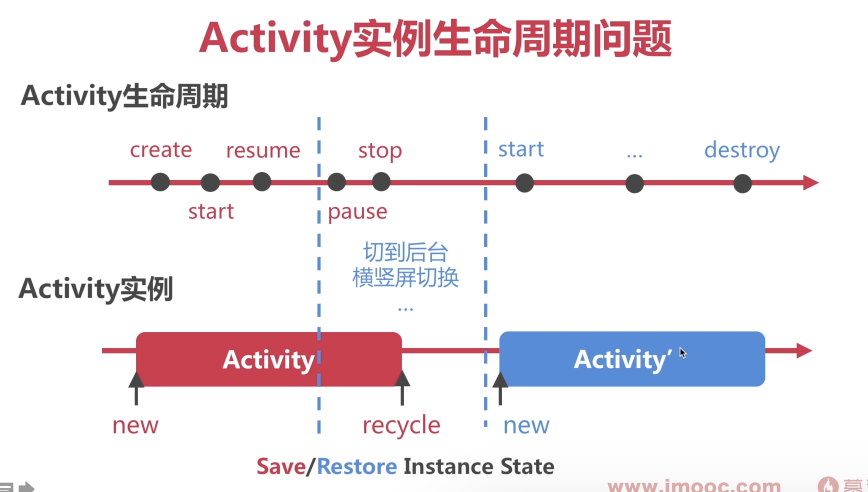 Activity实例生命周期问题
Activity生命周期
create
resume
stop
start
...
destroy
start
pause
切到后台
横竖屏切换
...
Activity实例
Activity
Activity’
new
recycle
new
Save/Restore Instance State
www.imooc.com